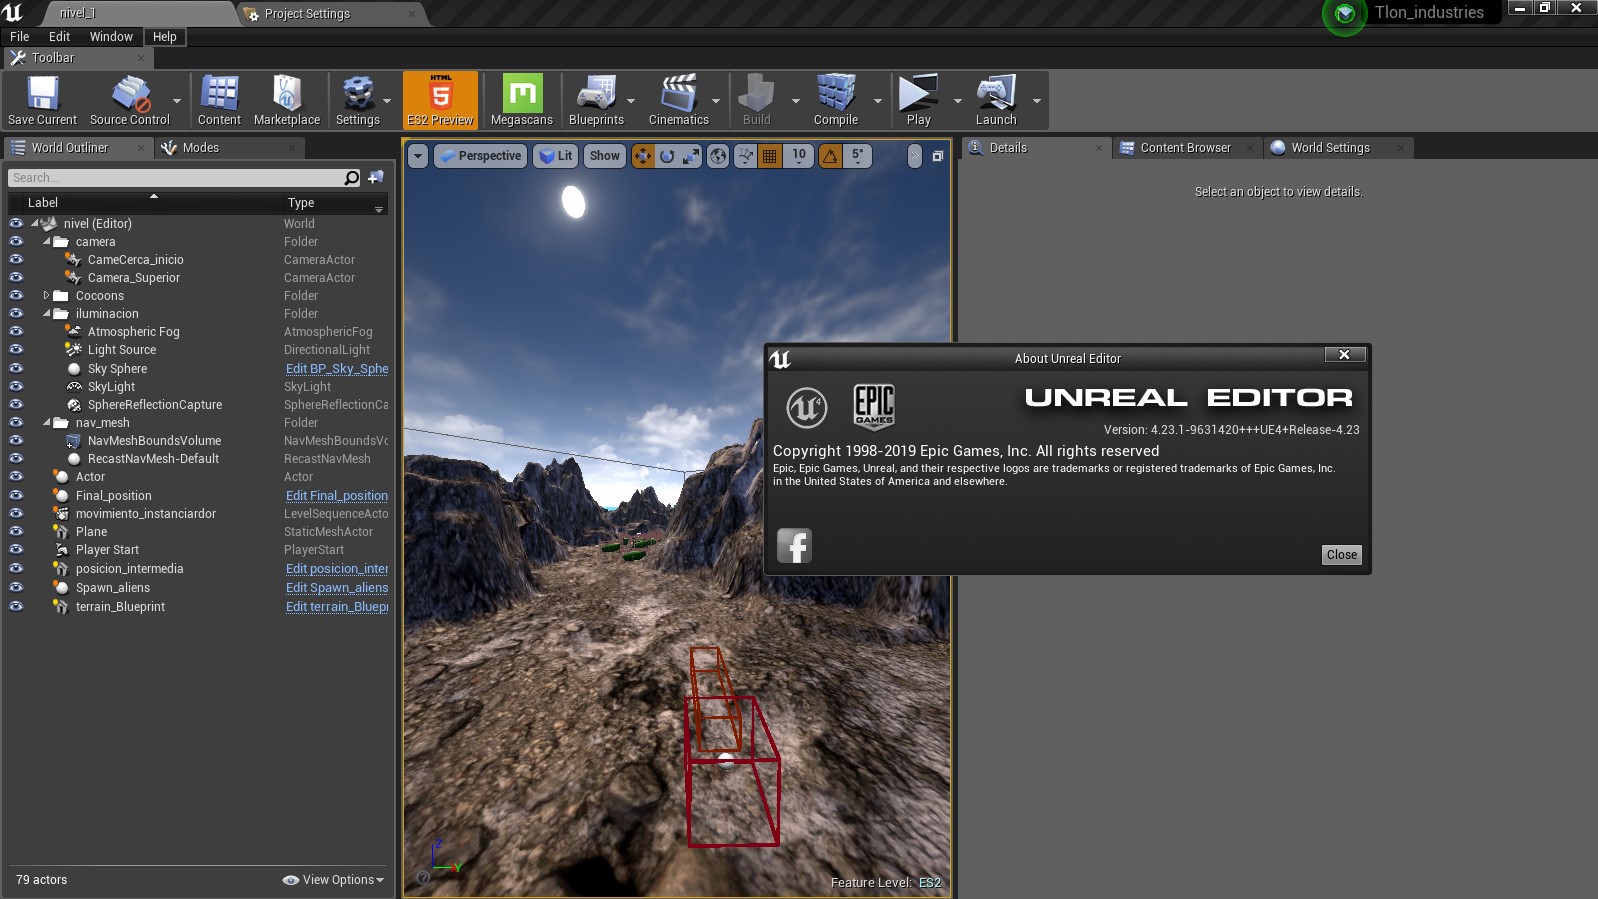 nivel_1
Project Settings
Tlon_industries
File Edit Window Help
Toolbar
Save Current
Source Control
Content
Marketplace
Settings
HTML
5
ES2 Preview
Megascans
Blueprints
Cinematics
Build
Compile
Play
Launch
World Outliner
Modes
Search...
Label Type
nivel (Editor) World
camera Folder
CameCerca_inicio CameraActor
Camera_Superior CameraActor
Cocoons Folder
iluminacion Folder
Atmospheric Fog AtmosphericFog
Light Source DirectionalLight
Sky Sphere Edit BP_Sky_Sphe
SkyLight SkyLight
SphereReflectionCapture SphereReflectionCa
nav_mesh Folder
NavMeshBoundsVolume NavMeshBoundsVo
RecastNavMesh-Default RecastNavMesh
Actor Actor
Final_position Edit Final_position
movimiento_instanciardor LevelSequenceActo
Plane StaticMeshActor
Player Start PlayerStart
posicion_intermedia Edit posicion_inter
Spawn_aliens Edit Spawn_aliens
terrain_Blueprint Edit terrain_Bluepr
79 actors
View Options
Perspective Lit Show 10 5°
Z
Y
Feature Level: ES2
Details
Content Browser
World Settings
Select an object to view details.
About Unreal Editor
4
EPIC
GAMES
UNREAL EDITOR
Version: 4.23.1-9631420+++UE4+Release-4.23
Copyright 1998-2019 Epic Games, Inc. All rights reserved
Epic, Epic Games, Unreal, and their respective logos are trademarks or registered trademarks of Epic Games, Inc.
in the United States of America and elsewhere.
Close